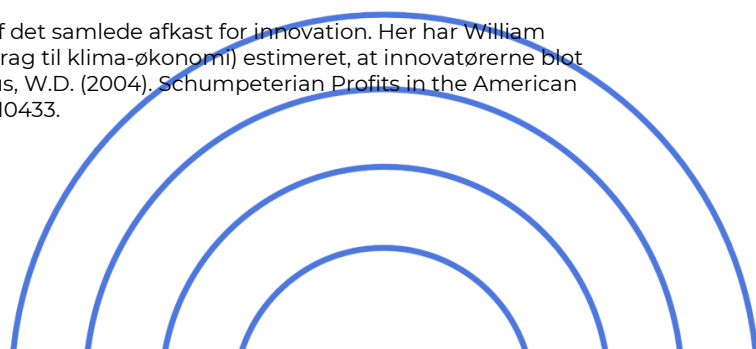 f det samlede afkast for innovation. Her har William
rag til klima-økonomi) estimeret, at innovatørerne blot
us, W.D. (2004). Schumpeterian Profits in the American
10433.